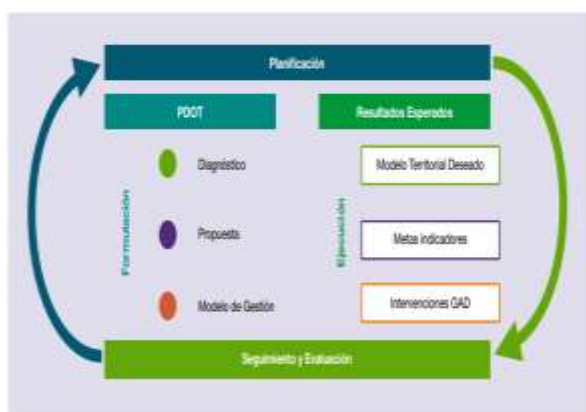 Planificación
PDOT
Resultados Esperados
Formulación
Diagnóstico
Propuesta
Modelo de Gestión
Ejecución
Modelo Territorial Deseado
Metas indicadores
Intervenciones GAD
Seguimiento y Evaluación